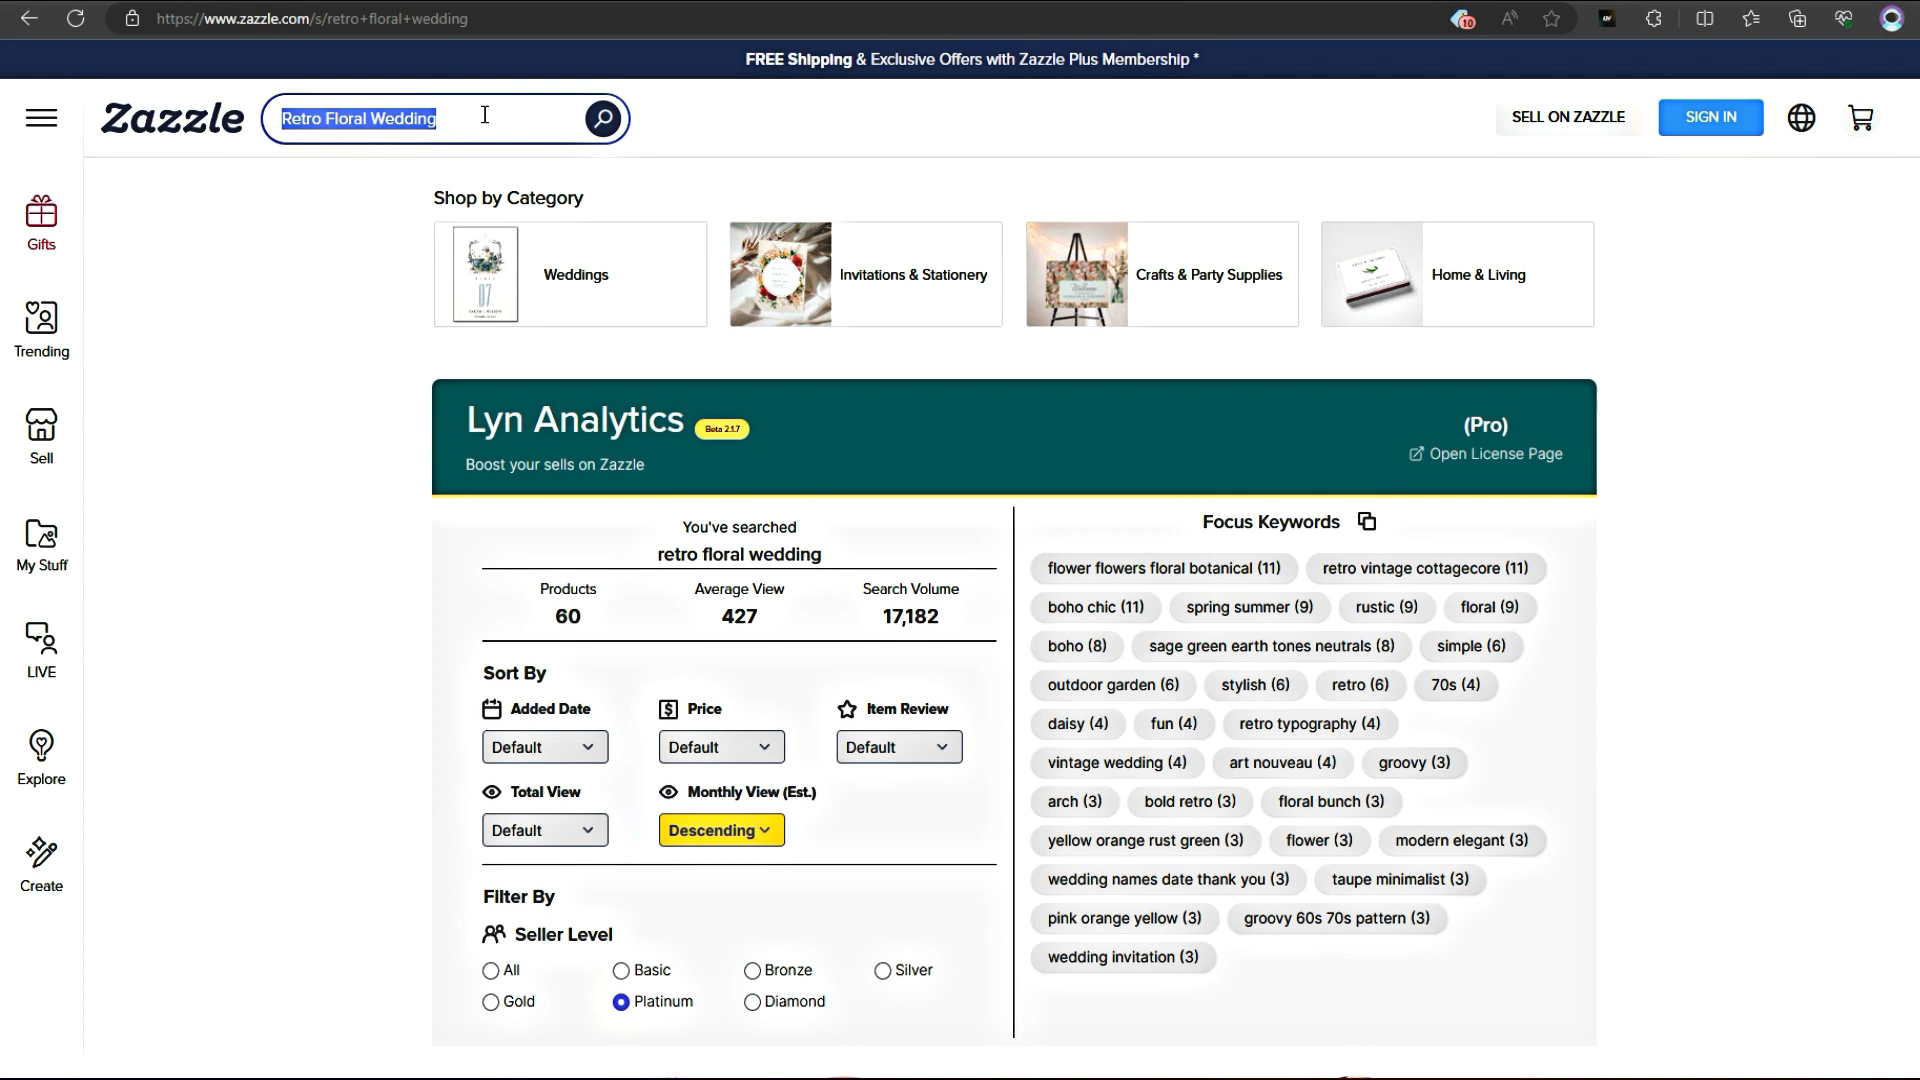 https://www.zazzle.com/s/retro+floral+wedding
10
FREE Shipping & Exclusive Offers with Zazzle Plus Membership *
Zazzle
Retro Floral Wedding
SELL ON ZAZZLE
SIGN IN
Gifts
Trending
Sell
My Stuff
LIVE
Explore
Create
Shop by Category
Weddings
Invitations & Stationery
Crafts & Party Supplies
Home & Living
07
Welcome
Lyn Analytics
Beta 2.1.7
Boost your sells on Zazzle
(Pro)
Open License Page
You've searched
retro floral wedding
Products Average View Search Volume
60 427 17,182
Sort By
Added Date Price Item Review
Default Default Default
Total View Monthly View (Est.)
Default Descending
Filter By
Seller Level
All Basic Bronze Silver
Gold Platinum Diamond
Focus Keywords
flower flowers floral botanical (11) retro vintage cottagecore (11)
boho chic (11) spring summer (9) rustic (9) floral (9)
boho (8) sage green earth tones neutrals (8) simple (6)
outdoor garden (6) stylish (6) retro (6) 70s (4)
daisy (4) fun (4) retro typography (4)
vintage wedding (4) art nouveau (4) groovy (3)
arch (3) bold retro (3) floral bunch (3)
yellow orange rust green (3) flower (3) modern elegant (3)
wedding names date thank you (3) taupe minimalist (3)
pink orange yellow (3) groovy 60s 70s pattern (3)
wedding invitation (3)